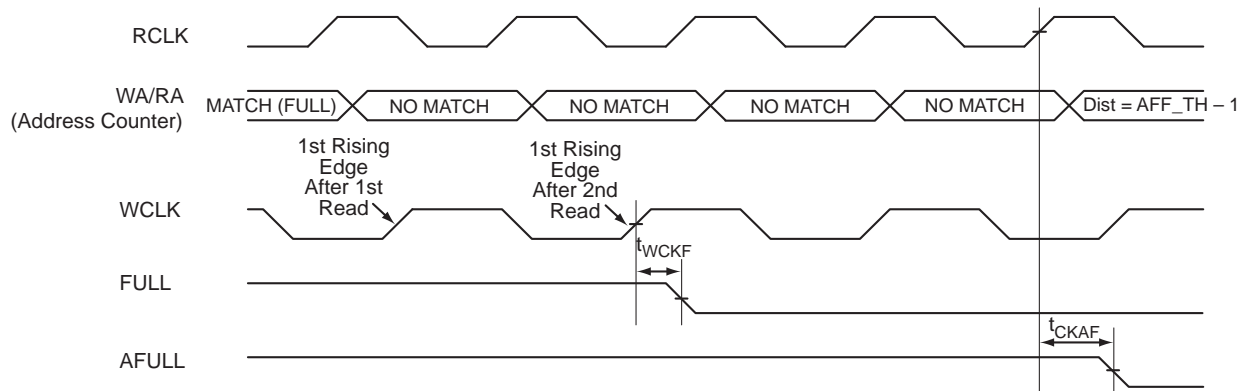 RCLK
WA/RA
(Address Counter)
MATCH (FULL)
NO MATCH
NO MATCH
NO MATCH
NO MATCH
Dist = AFF_TH – 1
1st Rising
Edge
After 1st
Read
1st Rising
Edge
After 2nd
Read
WCLK
tWCKF
FULL
tCKAF
AFULL